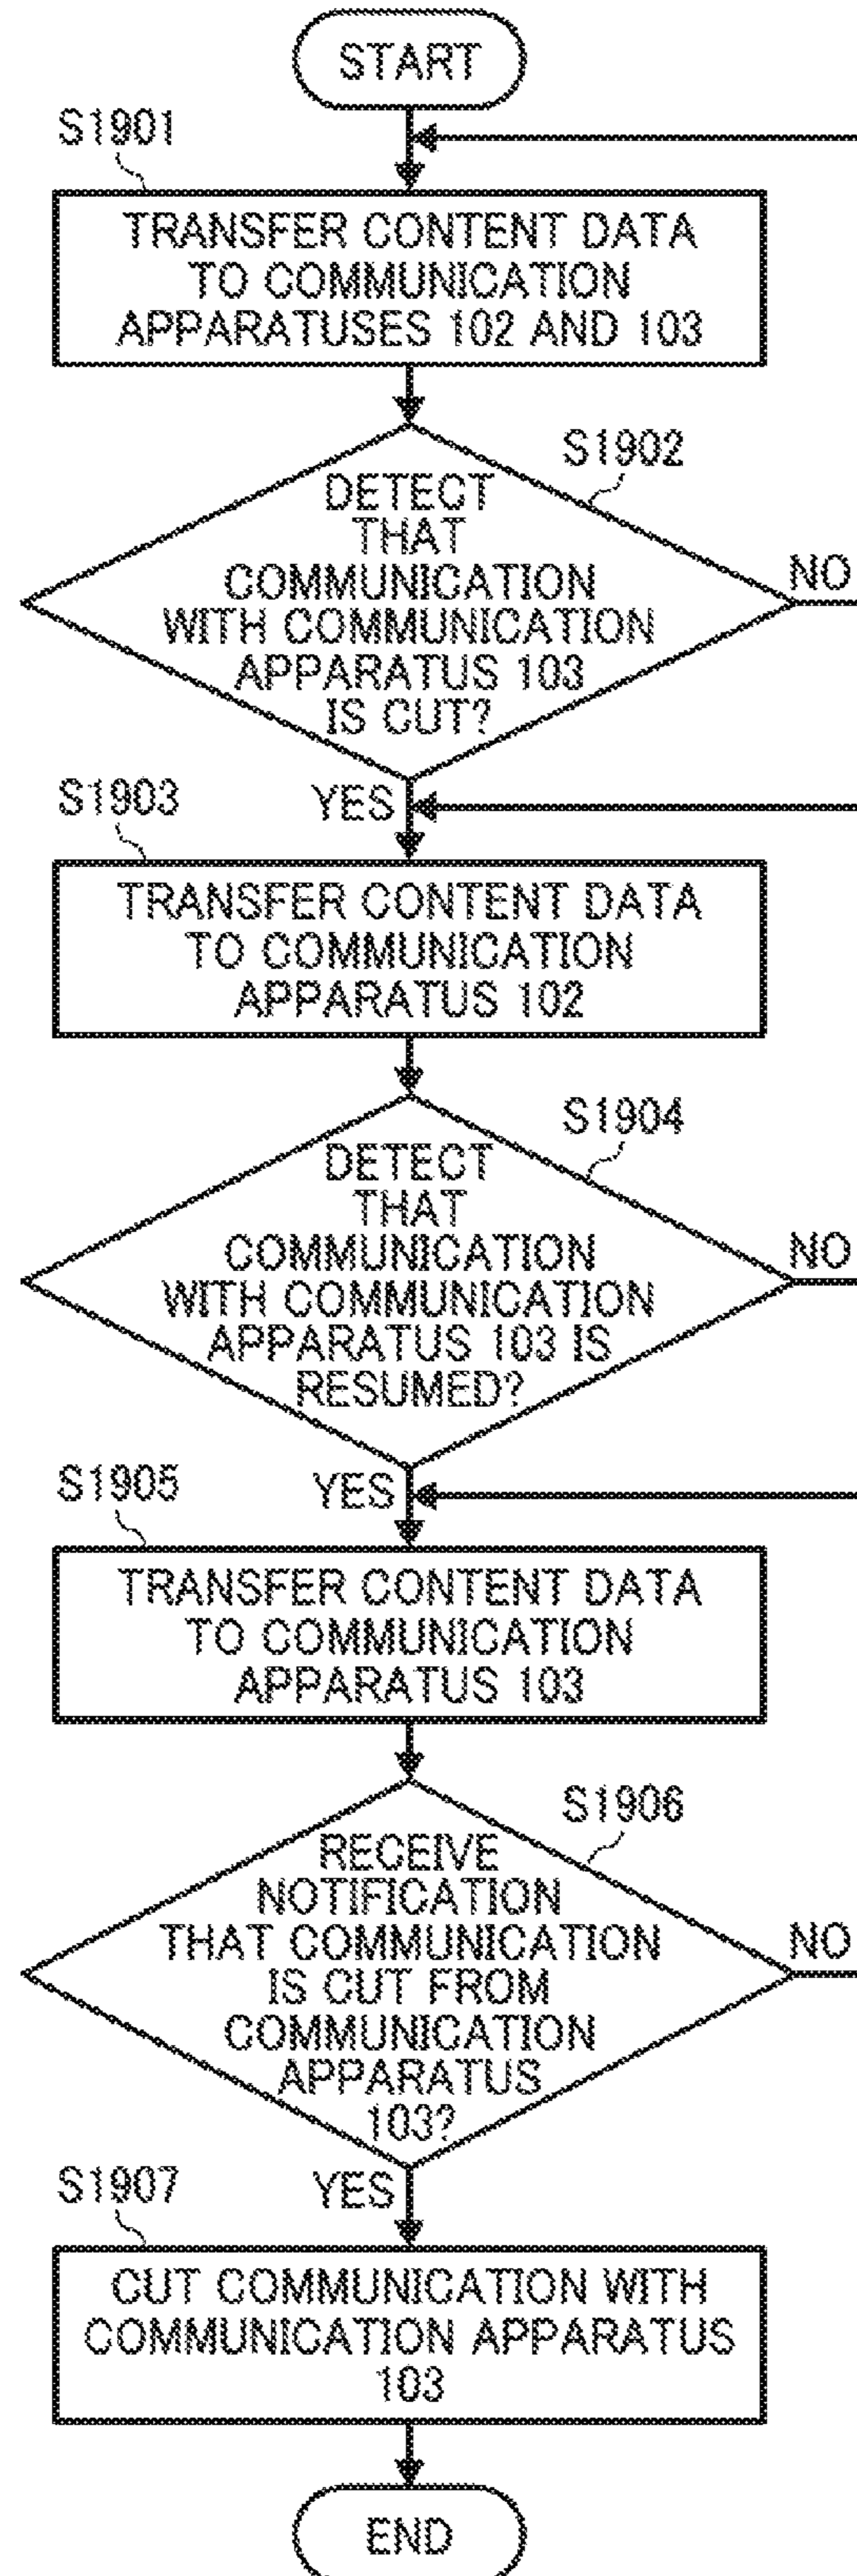 START
S1901
TRANSFER CONTENT DATA
TO COMMUNICATION
APPARATUSES 102 AND 103
S1902
DETECT
THAT
COMMUNICATION
WITH COMMUNICATION
APPARATUS 103
IS CUT?
NO
YES
S1903
TRANSFER CONTENT DATA
TO COMMUNICATION
APPARATUS 102
S1904
DETECT
THAT
COMMUNICATION
WITH COMMUNICATION
APPARATUS 103 IS
RESUMED?
NO
YES
S1905
TRANSFER CONTENT DATA
TO COMMUNICATION
APPARATUS 103
S1906
RECEIVE
NOTIFICATION
THAT COMMUNICATION
IS CUT FROM
COMMUNICATION
APPARATUS
103?
NO
YES
S1907
CUT COMMUNICATION WITH
COMMUNICATION APPARATUS
103
END